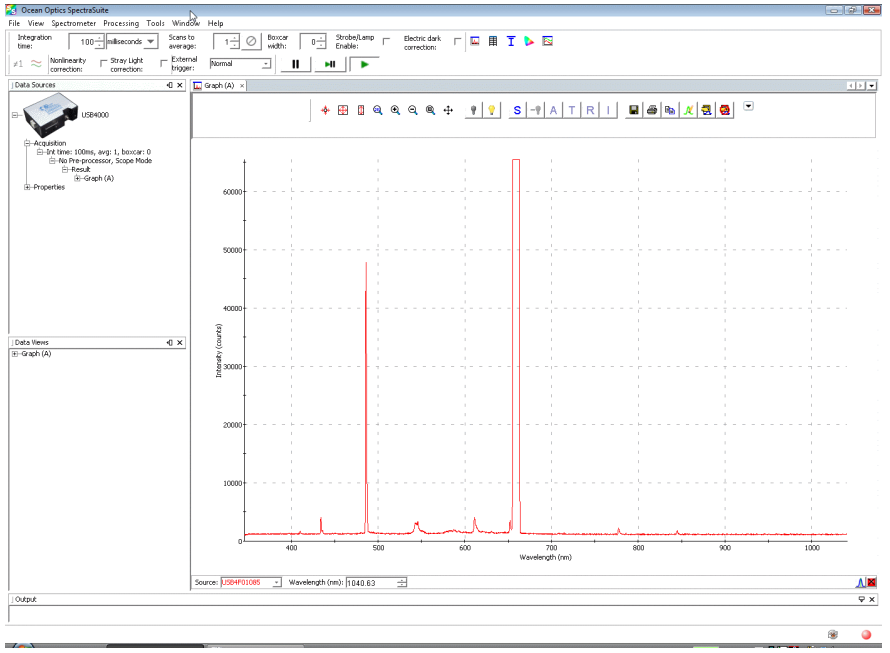 Ocean Optics SpectraSuite
File View Spectrometer Processing Tools Window Help
Integration time: 100 milliseconds Scans to average: 1 Boxcar width: 0 Strobe/Lamp Enable: Electric dark correction:
≠1 Nonlinearity correction: Stray Light correction: External trigger: Normal
Data Sources
Graph (A)
USB4000
S T A T R I
Acquisition
Int time: 100ms, avg: 1, boxcar: 0
No Pre-processor, Scope Mode
Result
Graph (A)
Properties
Data Views
Graph (A)
Intensity (counts)
60000
50000
40000
30000
20000
10000
0
400 500 600 700 800 900 1000
Wavelength (nm)
Source: USB4F01085 Wavelength (nm): 1040.63
Output